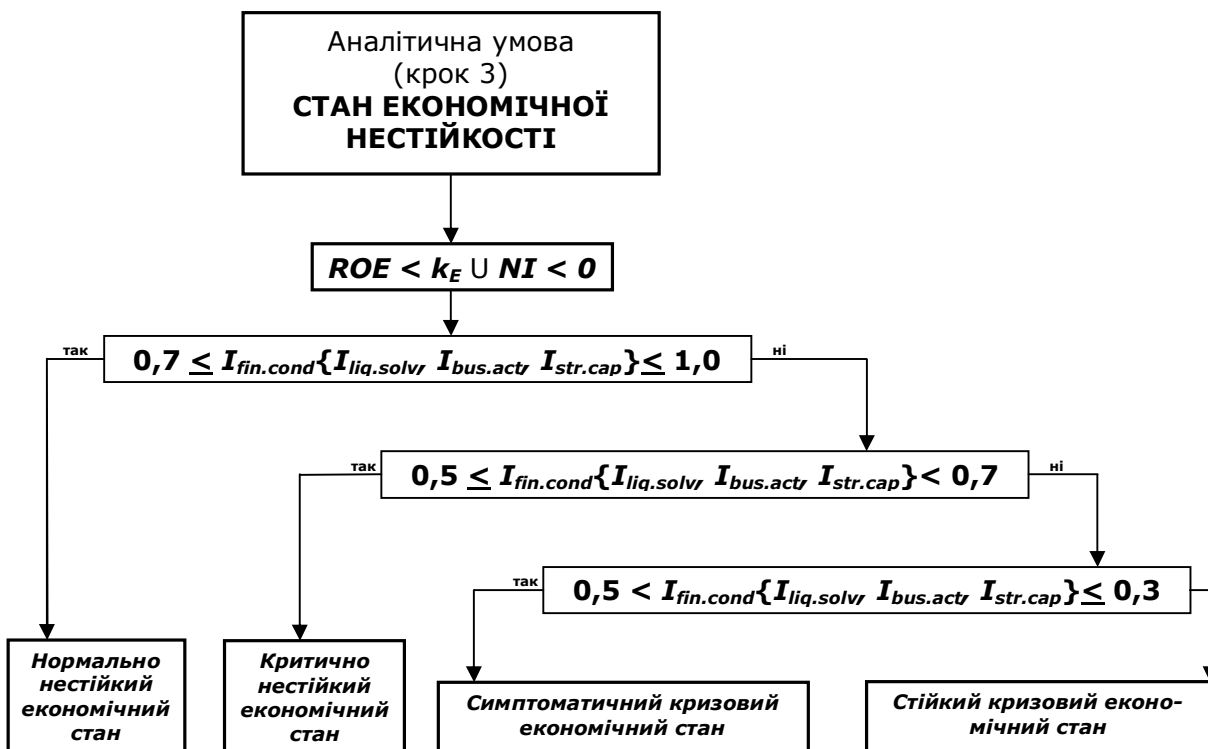 Аналітична умова
(крок 3)
СТАН ЕКОНОМІЧНОЇ
НЕСТІЙКОСТІ
ROE < kE U NI < 0
так
0,7 ≤ Ifin.cond{Iliq.solv, Ibus.act, Istr.cap}≤ 1,0
ні
так
0,5 ≤ Ifin.cond{Iliq.solv, Ibus.act, Istr.cap}< 0,7
ні
так
0,5 < Ifin.cond{Iliq.solv, Ibus.act, Istr.cap}≤ 0,3
Нормально
нестійкий
економічний
стан
Критично
нестійкий
економічний
стан
Симптоматичний кризовий
економічний стан
Стійкий кризовий еконо-
мічний стан